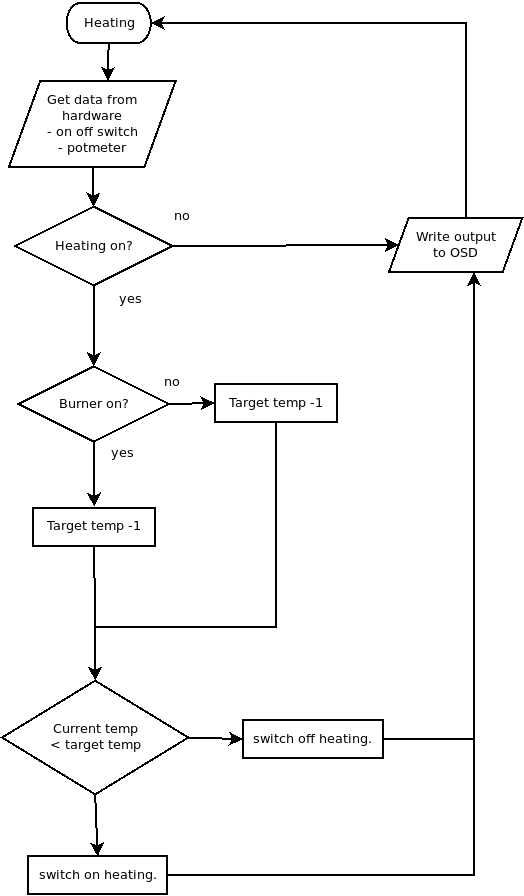 Heating
Get data from
hardware
- on off switch
- potmeter
no
Heating on?
Write output
to OSD
yes
no
Burner on?
Target temp -1
yes
Target temp -1
Current temp
< target temp
switch off heating.
switch on heating.